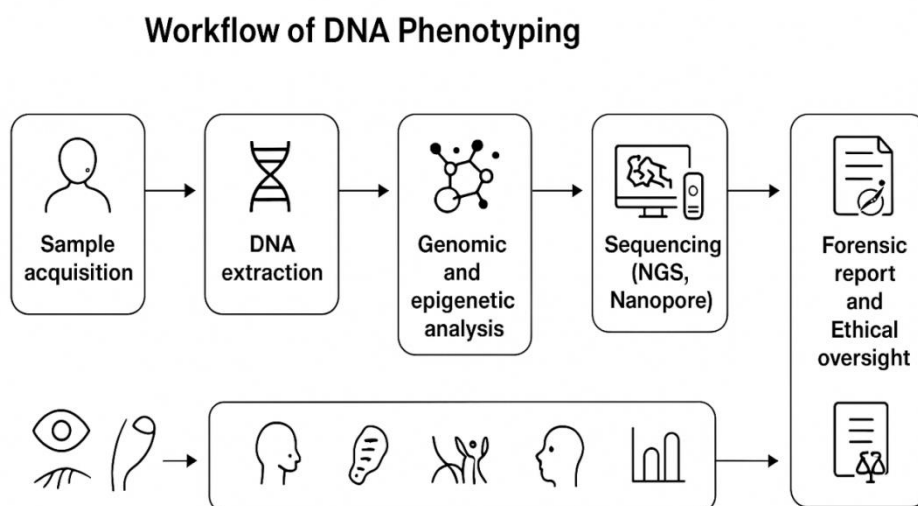 Workflow of DNA Phenotyping
Sample
acquisition
DNA
extraction
Genomic
and
epigenetic
analysis
Sequencing
(NGS,
Nanopore)
Forensic
report
and
Ethical
oversight